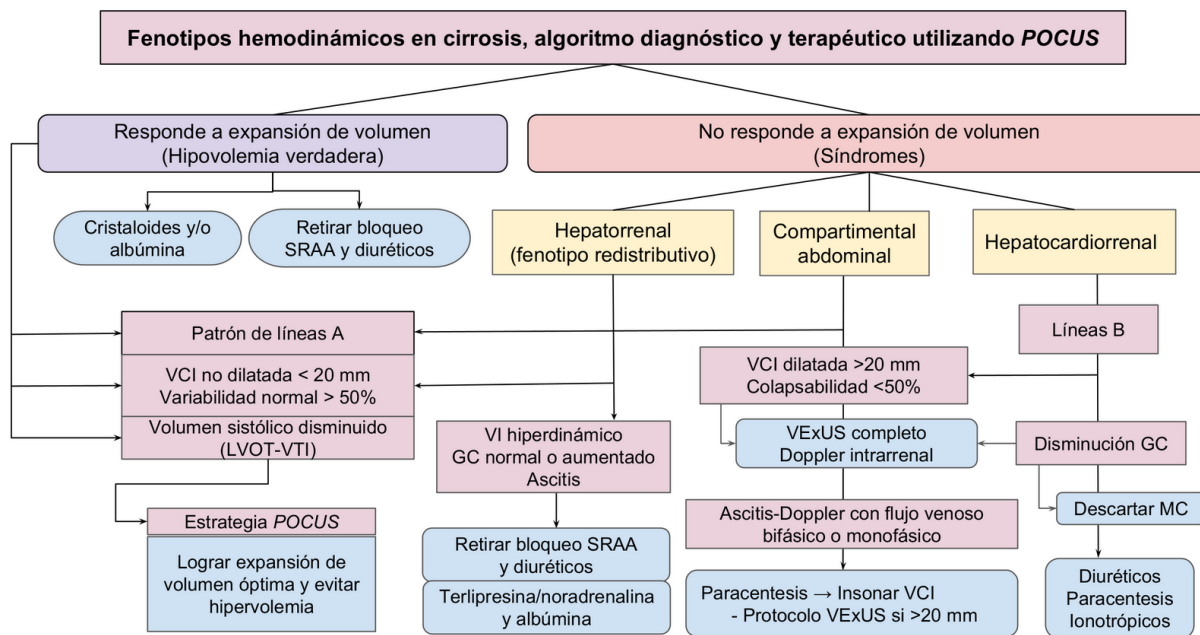 Fenotipos hemodinámicos en cirrosis, algoritmo diagnóstico y terapéutico utilizando POCUS
Responde a expansión de volumen
(Hipovolemia verdadera)
No responde a expansión de volumen
(Síndromes)
Cristaloides y/o
albúmina
Retirar bloqueo
SRAA y diuréticos
Hepatorrenal
(fenotipo redistributivo)
Compartimental
abdominal
Hepatocardiorrenal
Patrón de líneas A
Líneas B
VCI no dilatada < 20 mm
Variabilidad normal > 50%
VCI dilatada >20 mm
Colapsabilidad <50%
Volumen sistólico disminuido
(LVOT-VTI)
VI hiperdinámico
GC normal o aumentado
Ascitis
VExUS completo
Doppler intrarrenal
Disminución GC
Estrategia POCUS
Lograr expansión de
volumen óptima y evitar
hipervolemia
Ascitis-Doppler con flujo venoso
bifásico o monofásico
Descartar MC
Retirar bloqueo SRAA
y diuréticos
Terlipresina/noradrenalina
y albúmina
Paracentesis → Insonar VCI
- Protocolo VExUS si >20 mm
Diuréticos
Paracentesis
Ionotrópicos